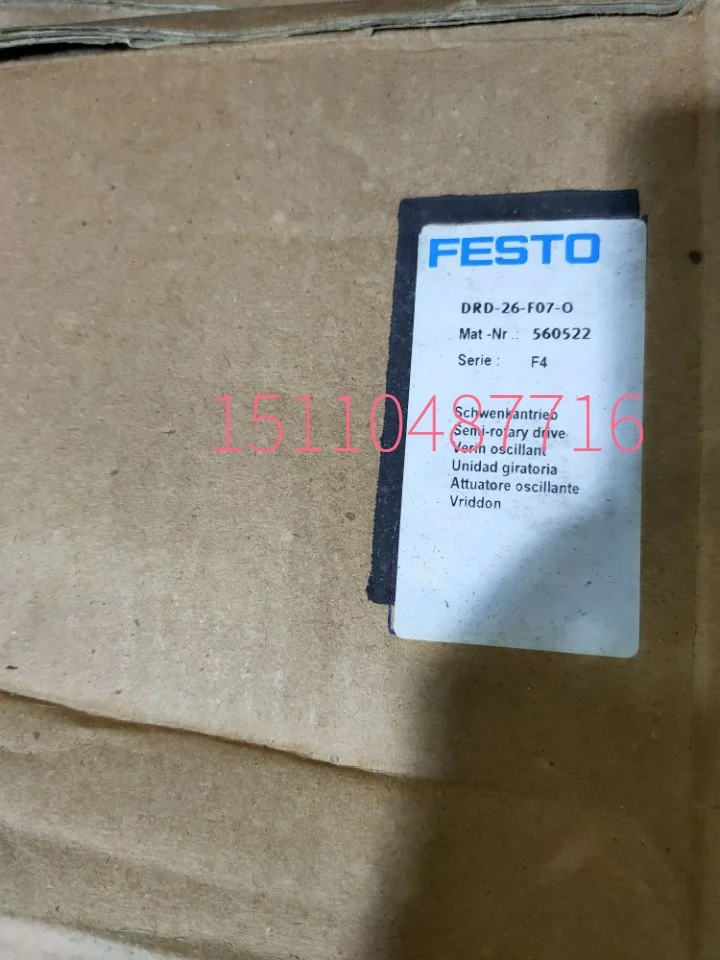 FESTO
DRD-26-F07-O
Mat -Nr .: 560522
Serie : F4
15110487716
Schwenkantrieb
Semi-rotary drive
Verin oscillant
Unidad giratoria
Attuatore oscillante
Vriddon